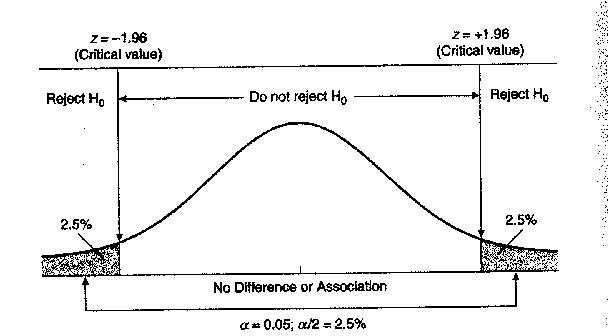 z = –1.96
(Critical value)
z = +1.96
(Critical value)
Reject H₀
Do not reject H₀
Reject H₀
2.5%
2.5%
No Difference or Association
α = 0.05; α/2 = 2.5%